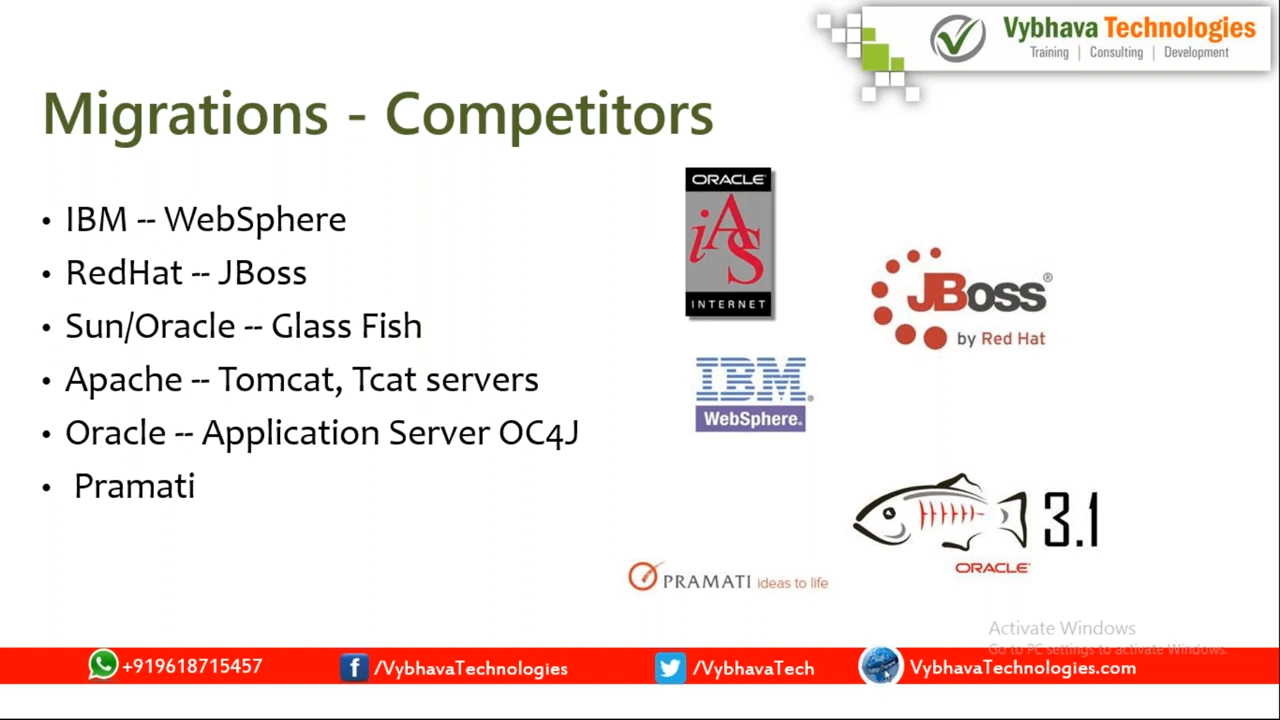 Vybhava Technologies
Training | Consulting | Development
Migrations - Competitors
• IBM -- WebSphere
• RedHat -- JBoss
• Sun/Oracle -- Glass Fish
• Apache -- Tomcat, Tcat servers
• Oracle -- Application Server OC4J
• Pramati
ORACLE
iAS
INTERNET
JBoss®
by Red Hat
IBM®
WebSphere®
3.1
ORACLE
PRAMATI ideas to life
Activate Windows
Go to PC settings to activate Windows.
+919618715457
/VybhavaTechnologies
/VybhavaTech
VybhavaTechnologies.com